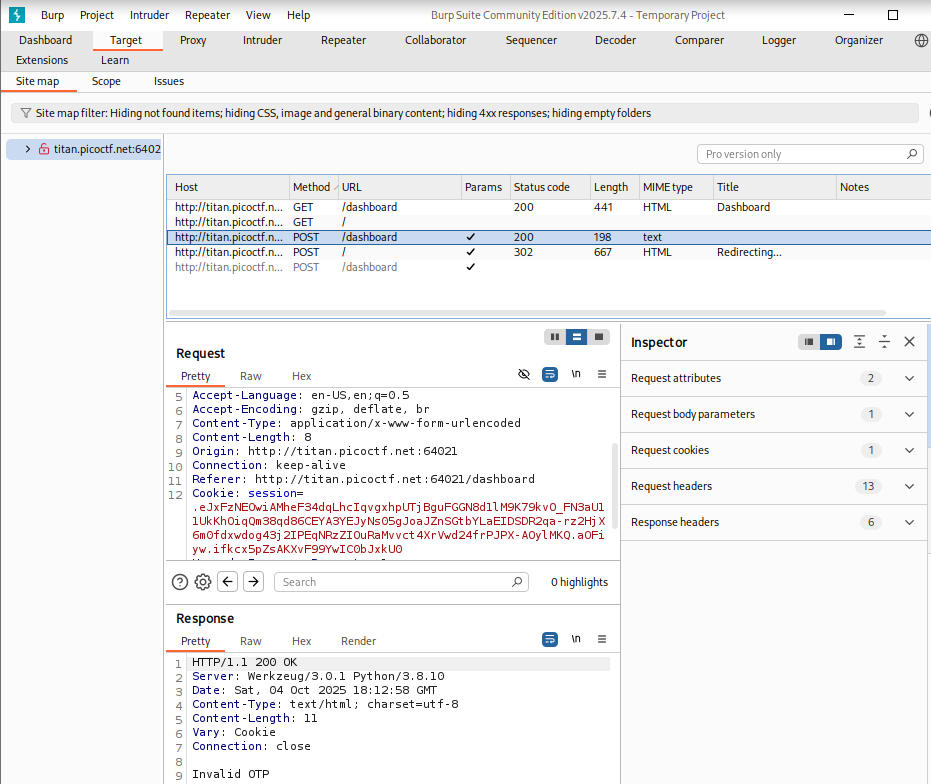 Burp Project Intruder Repeater View Help Burp Suite Community Edition v2025.7.4 - Temporary Project
Dashboard Target Proxy Intruder Repeater Collaborator Sequencer Decoder Comparer Logger Organizer
Extensions Learn
Site map Scope Issues
Site map filter: Hiding not found items; hiding CSS, image and general binary content; hiding 4xx responses; hiding empty folders
titan.picoctf.net:6402
Pro version only
Host Method URL Params Status code Length MIME type Title Notes
http://titan.picoctf.n... GET /dashboard 200 441 HTML Dashboard
http://titan.picoctf.n... GET /
http://titan.picoctf.n... POST /dashboard ✓ 200 198 text
http://titan.picoctf.n... POST / ✓ 302 667 HTML Redirecting...
http://titan.picoctf.n... POST /dashboard ✓
Request
Pretty Raw Hex \n
5 Accept-Language: en-US,en;q=0.5
6 Accept-Encoding: gzip, deflate, br
7 Content-Type: application/x-www-form-urlencoded
8 Content-Length: 8
9 Origin: http://titan.picoctf.net:64021
10 Connection: keep-alive
11 Referer: http://titan.picoctf.net:64021/dashboard
12 Cookie: session=
? Search 0 highlights
Response
Pretty Raw Hex Render \n
1 HTTP/1.1 200 OK
2 Server: Werkzeug/3.0.1 Python/3.8.10
3 Date: Sat, 04 Oct 2025 18:12:58 GMT
4 Content-Type: text/html; charset=utf-8
5 Content-Length: 11
6 Vary: Cookie
7 Connection: close
8
9 Invalid OTP
Inspector
Request attributes 2
Request body parameters 1
Request cookies 1
Request headers 13
Response headers 6